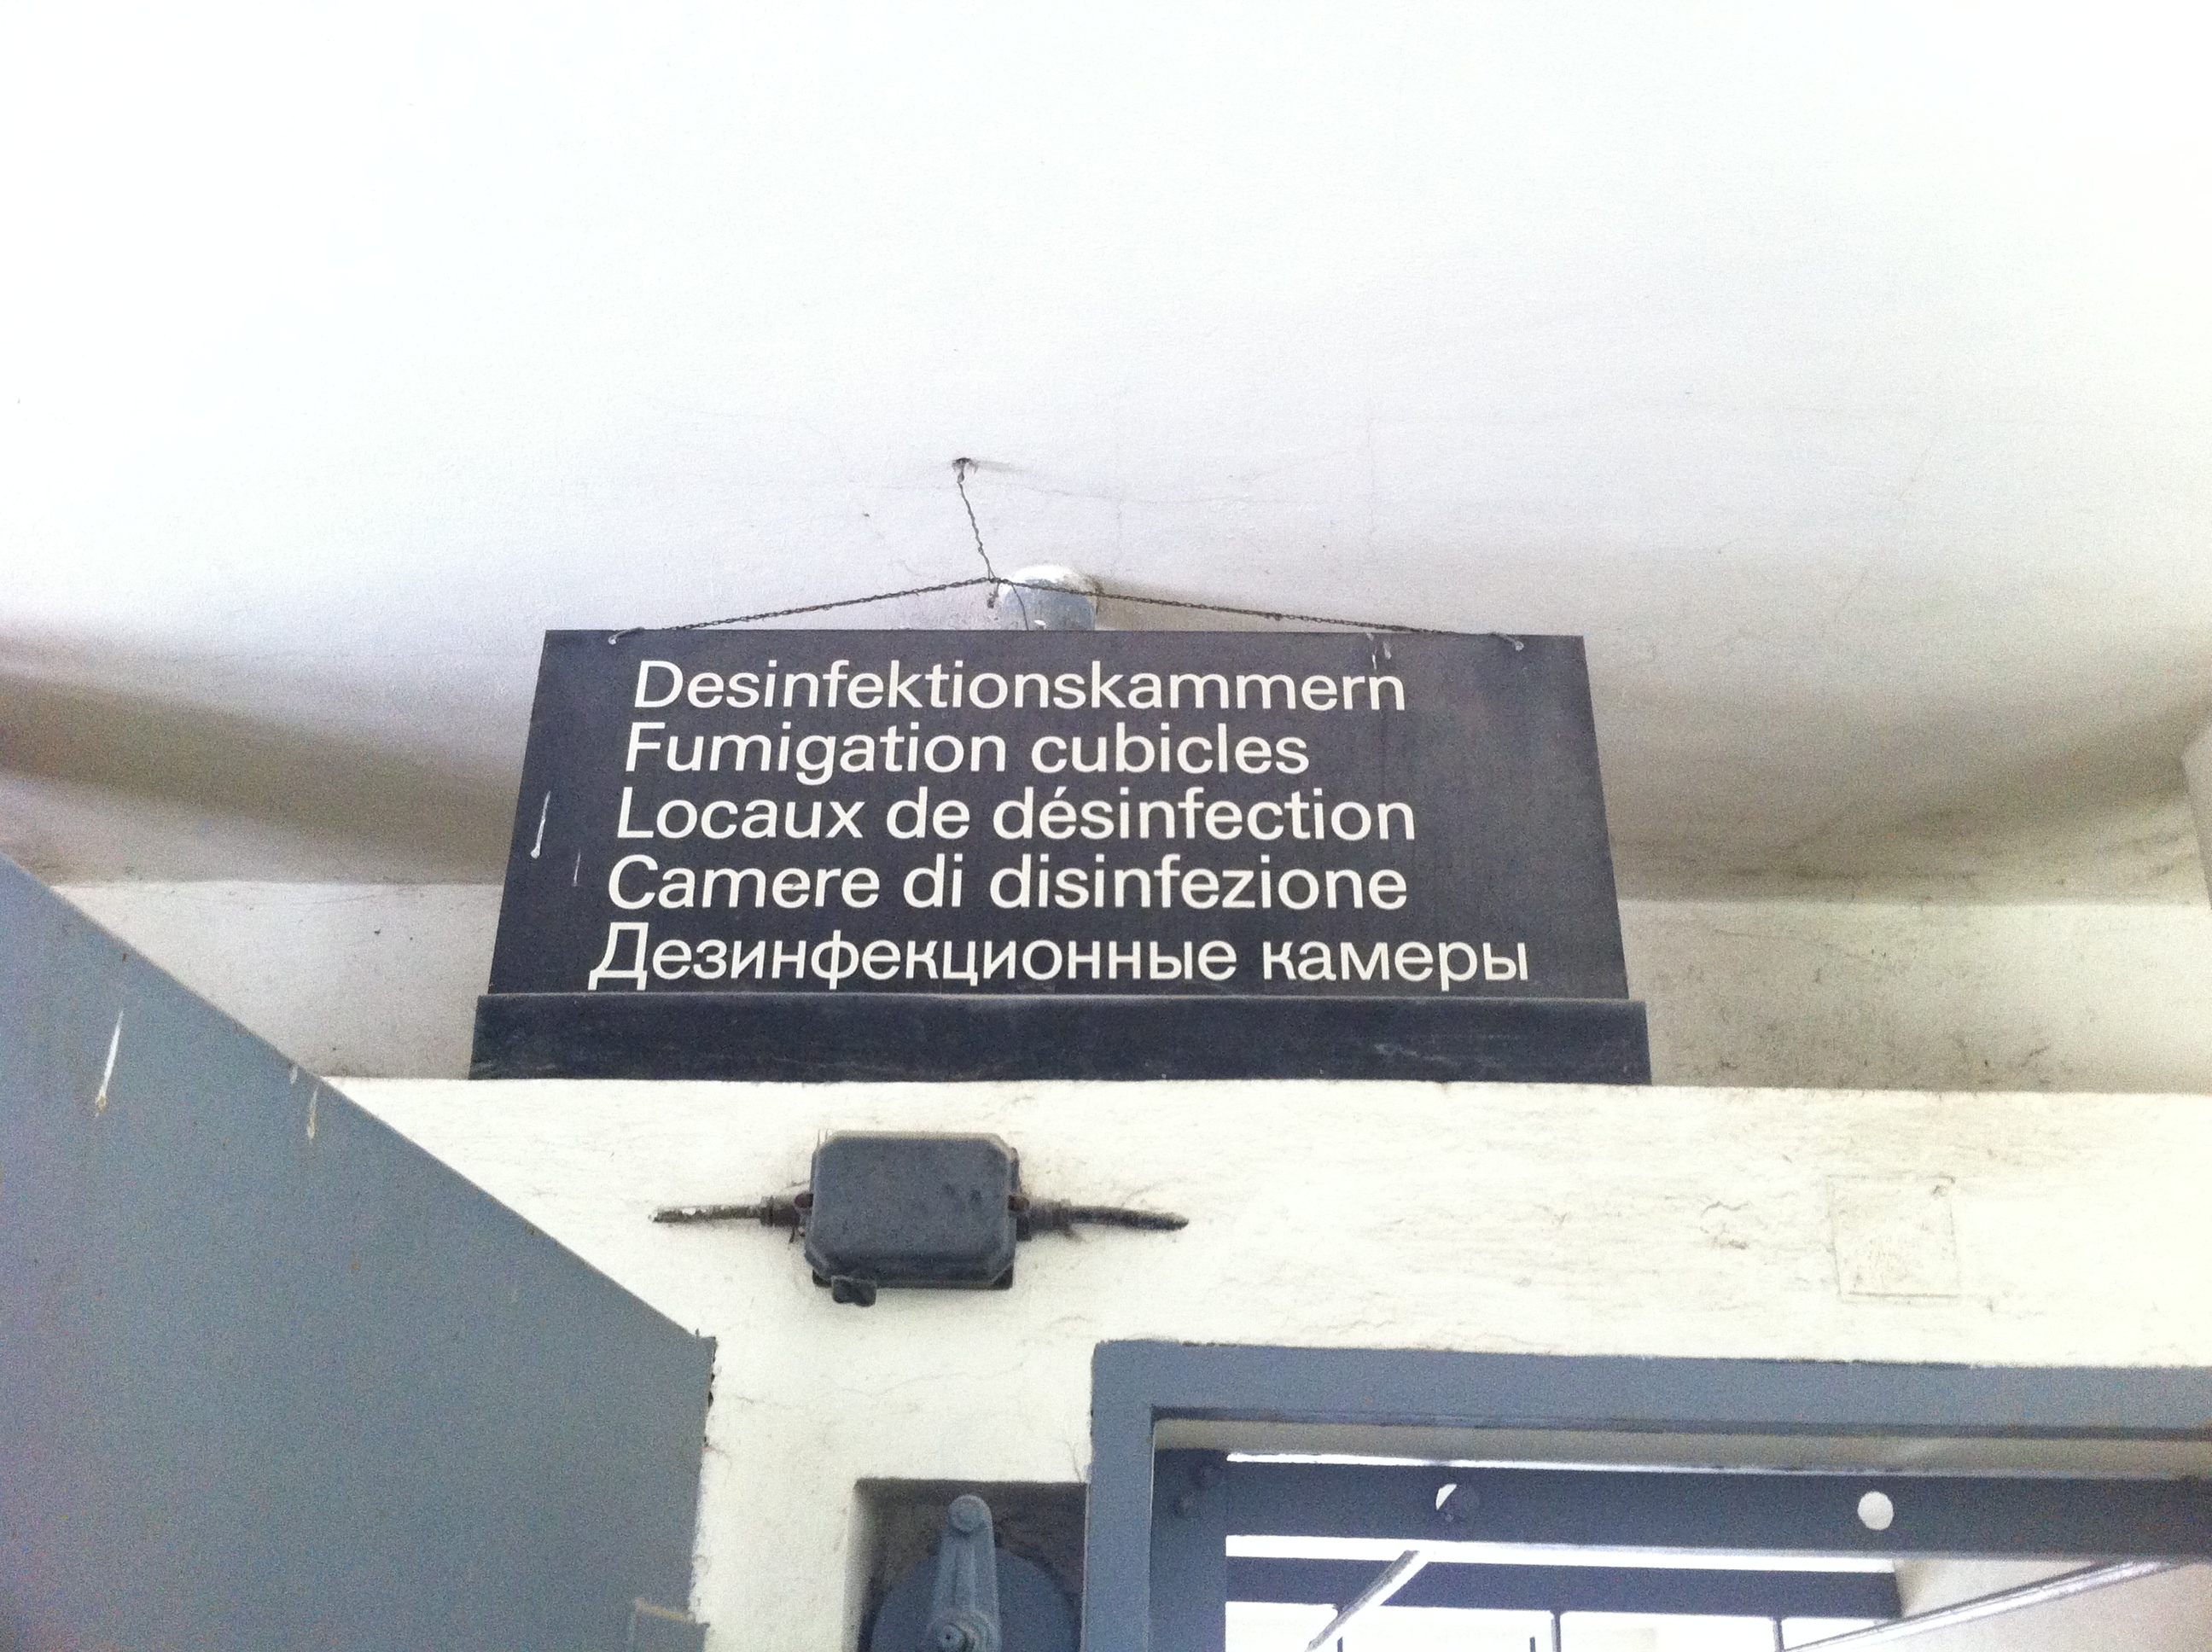 Desinfektionskammern
Fumigation cubicles
Locaux de désinfection
Camere di disinfezione
Дезинфекционные камеры